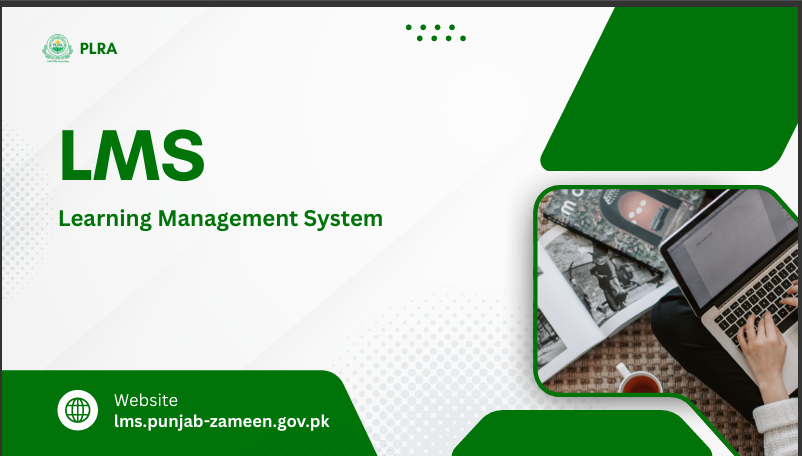 PLRA
LMS
Learning Management System
Website
lms.punjab-zameen.gov.pk